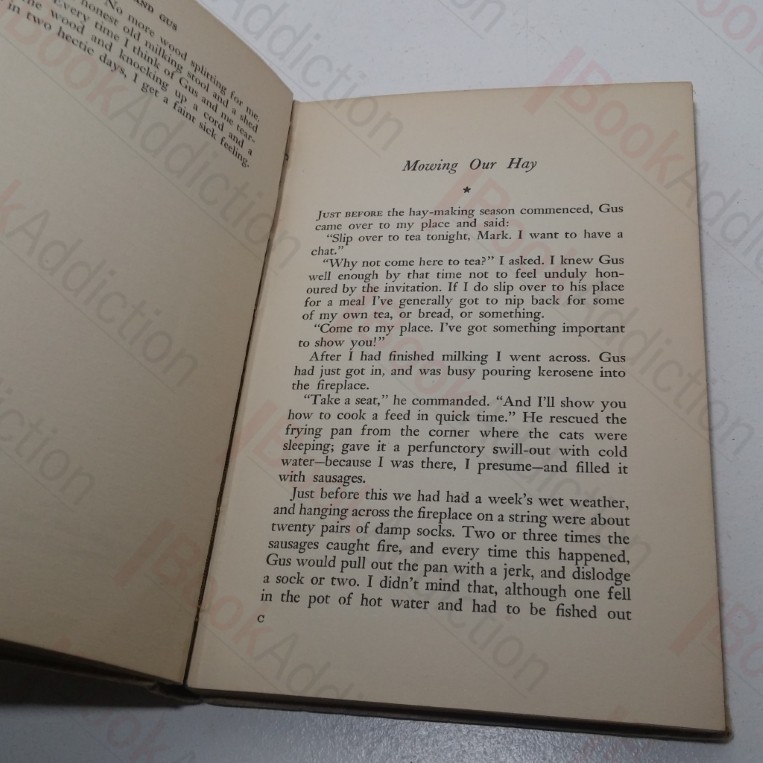 AND GUS
No more wood splitting for me.
honest old milking stool and a shed
Every time I think of Gus and me tear-
wood and knocking up a cord and a
in two hectic days, I get a faint sick feeling.
Mowing Our Hay
*
JUST BEFORE the hay-making season commenced, Gus
came over to my place and said:
“Slip over to tea tonight, Mark. I want to have a
chat.”
“Why not come here to tea?” I asked. I knew Gus
well enough by that time not to feel unduly hon-
oured by the invitation. If I do slip over to his place
for a meal I've generally got to nip back for some
of my own tea, or bread, or something.
“Come to my place. I've got something important
to show you!”
After I had finished milking I went across. Gus
had just got in, and was busy pouring kerosene into
the fireplace.
“Take a seat,” he commanded. “And I'll show you
how to cook a feed in quick time.” He rescued the
frying pan from the corner where the cats were
sleeping; gave it a perfunctory swill-out with cold
water—because I was there, I presume—and filled it
with sausages.
Just before this we had had a week's wet weather,
and hanging across the fireplace on a string were about
twenty pairs of damp socks. Two or three times the
sausages caught fire, and every time this happened,
Gus would pull out the pan with a jerk, and dislodge
a sock or two. I didn't mind that, although one fell
in the pot of hot water and had to be fished out
C
BookAddiction